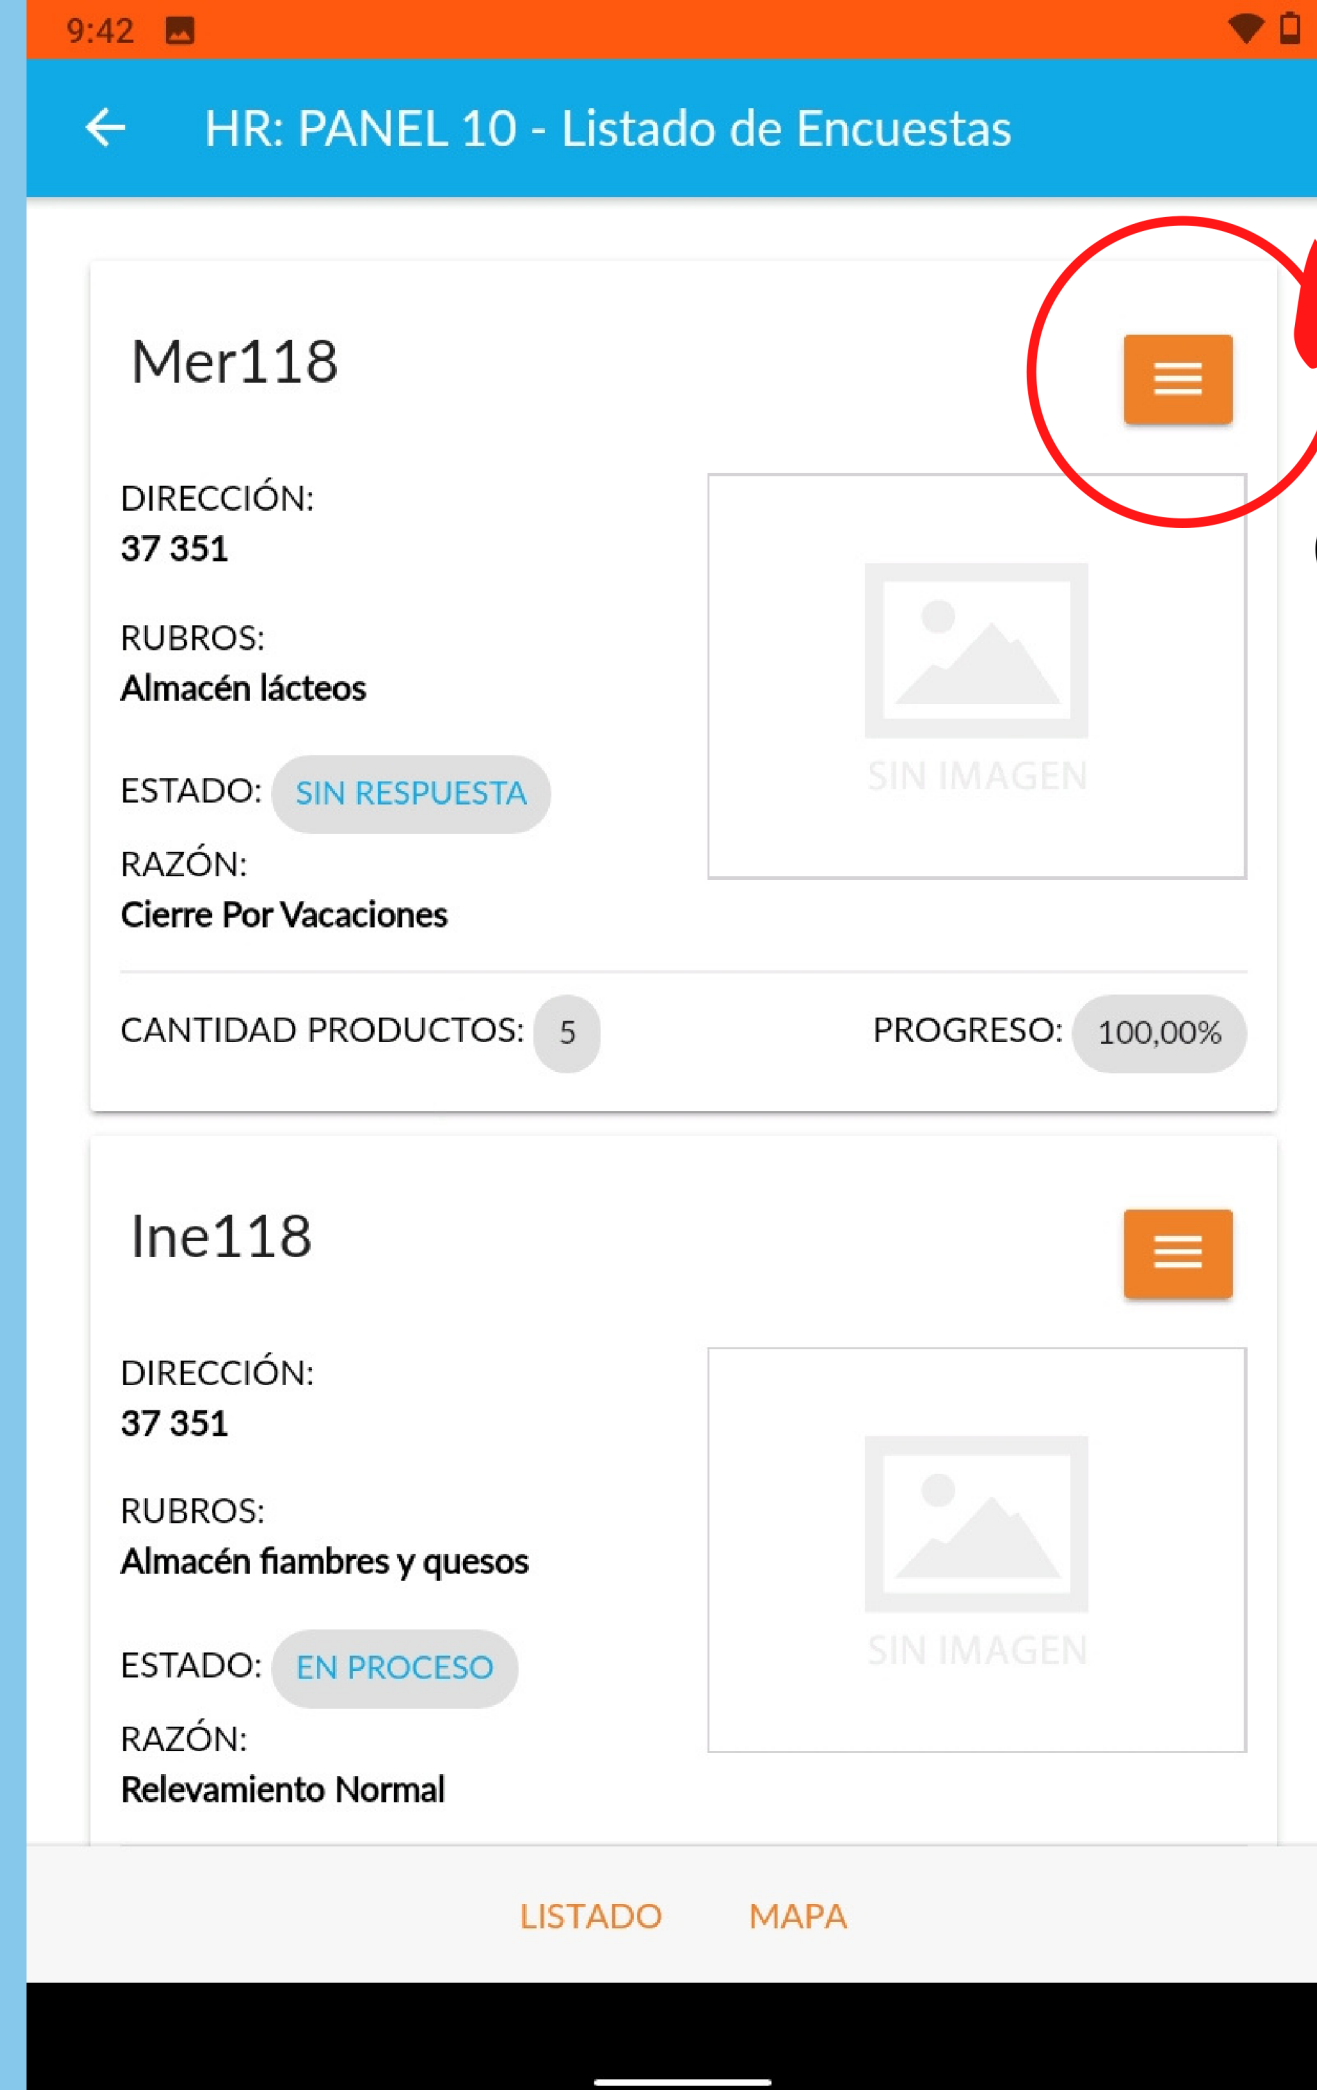 9:42
HR: PANEL 10 - Listado de Encuestas
Mer118
DIRECCIÓN:
37 351
RUBROS:
Almacén lácteos
ESTADO: SIN RESPUESTA
RAZÓN:
Cierre Por Vacaciones
SIN IMAGEN
CANTIDAD PRODUCTOS: 5 PROGRESO: 100,00%
Ine118
DIRECCIÓN:
37 351
RUBROS:
Almacén fiambres y quesos
ESTADO: EN PROCESO
RAZÓN:
Relevamiento Normal
SIN IMAGEN
LISTADO MAPA